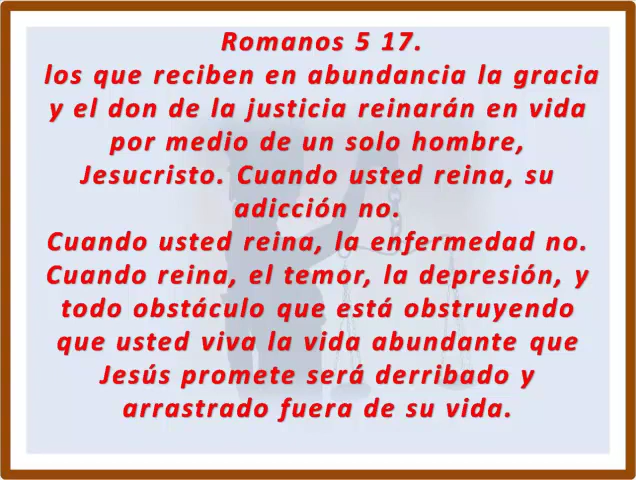 Romanos 5 17.
los que reciben en abundancia la gracia
y el don de la justicia reinarán en vida
por medio de un solo hombre,
Jesucristo. Cuando usted reina, su
adicción no.
Cuando usted reina, la enfermedad no.
Cuando reina, el temor, la depresión, y
todo obstáculo que está obstruyendo
que usted viva la vida abundante que
Jesús promete será derribado y
arrastrado fuera de su vida.